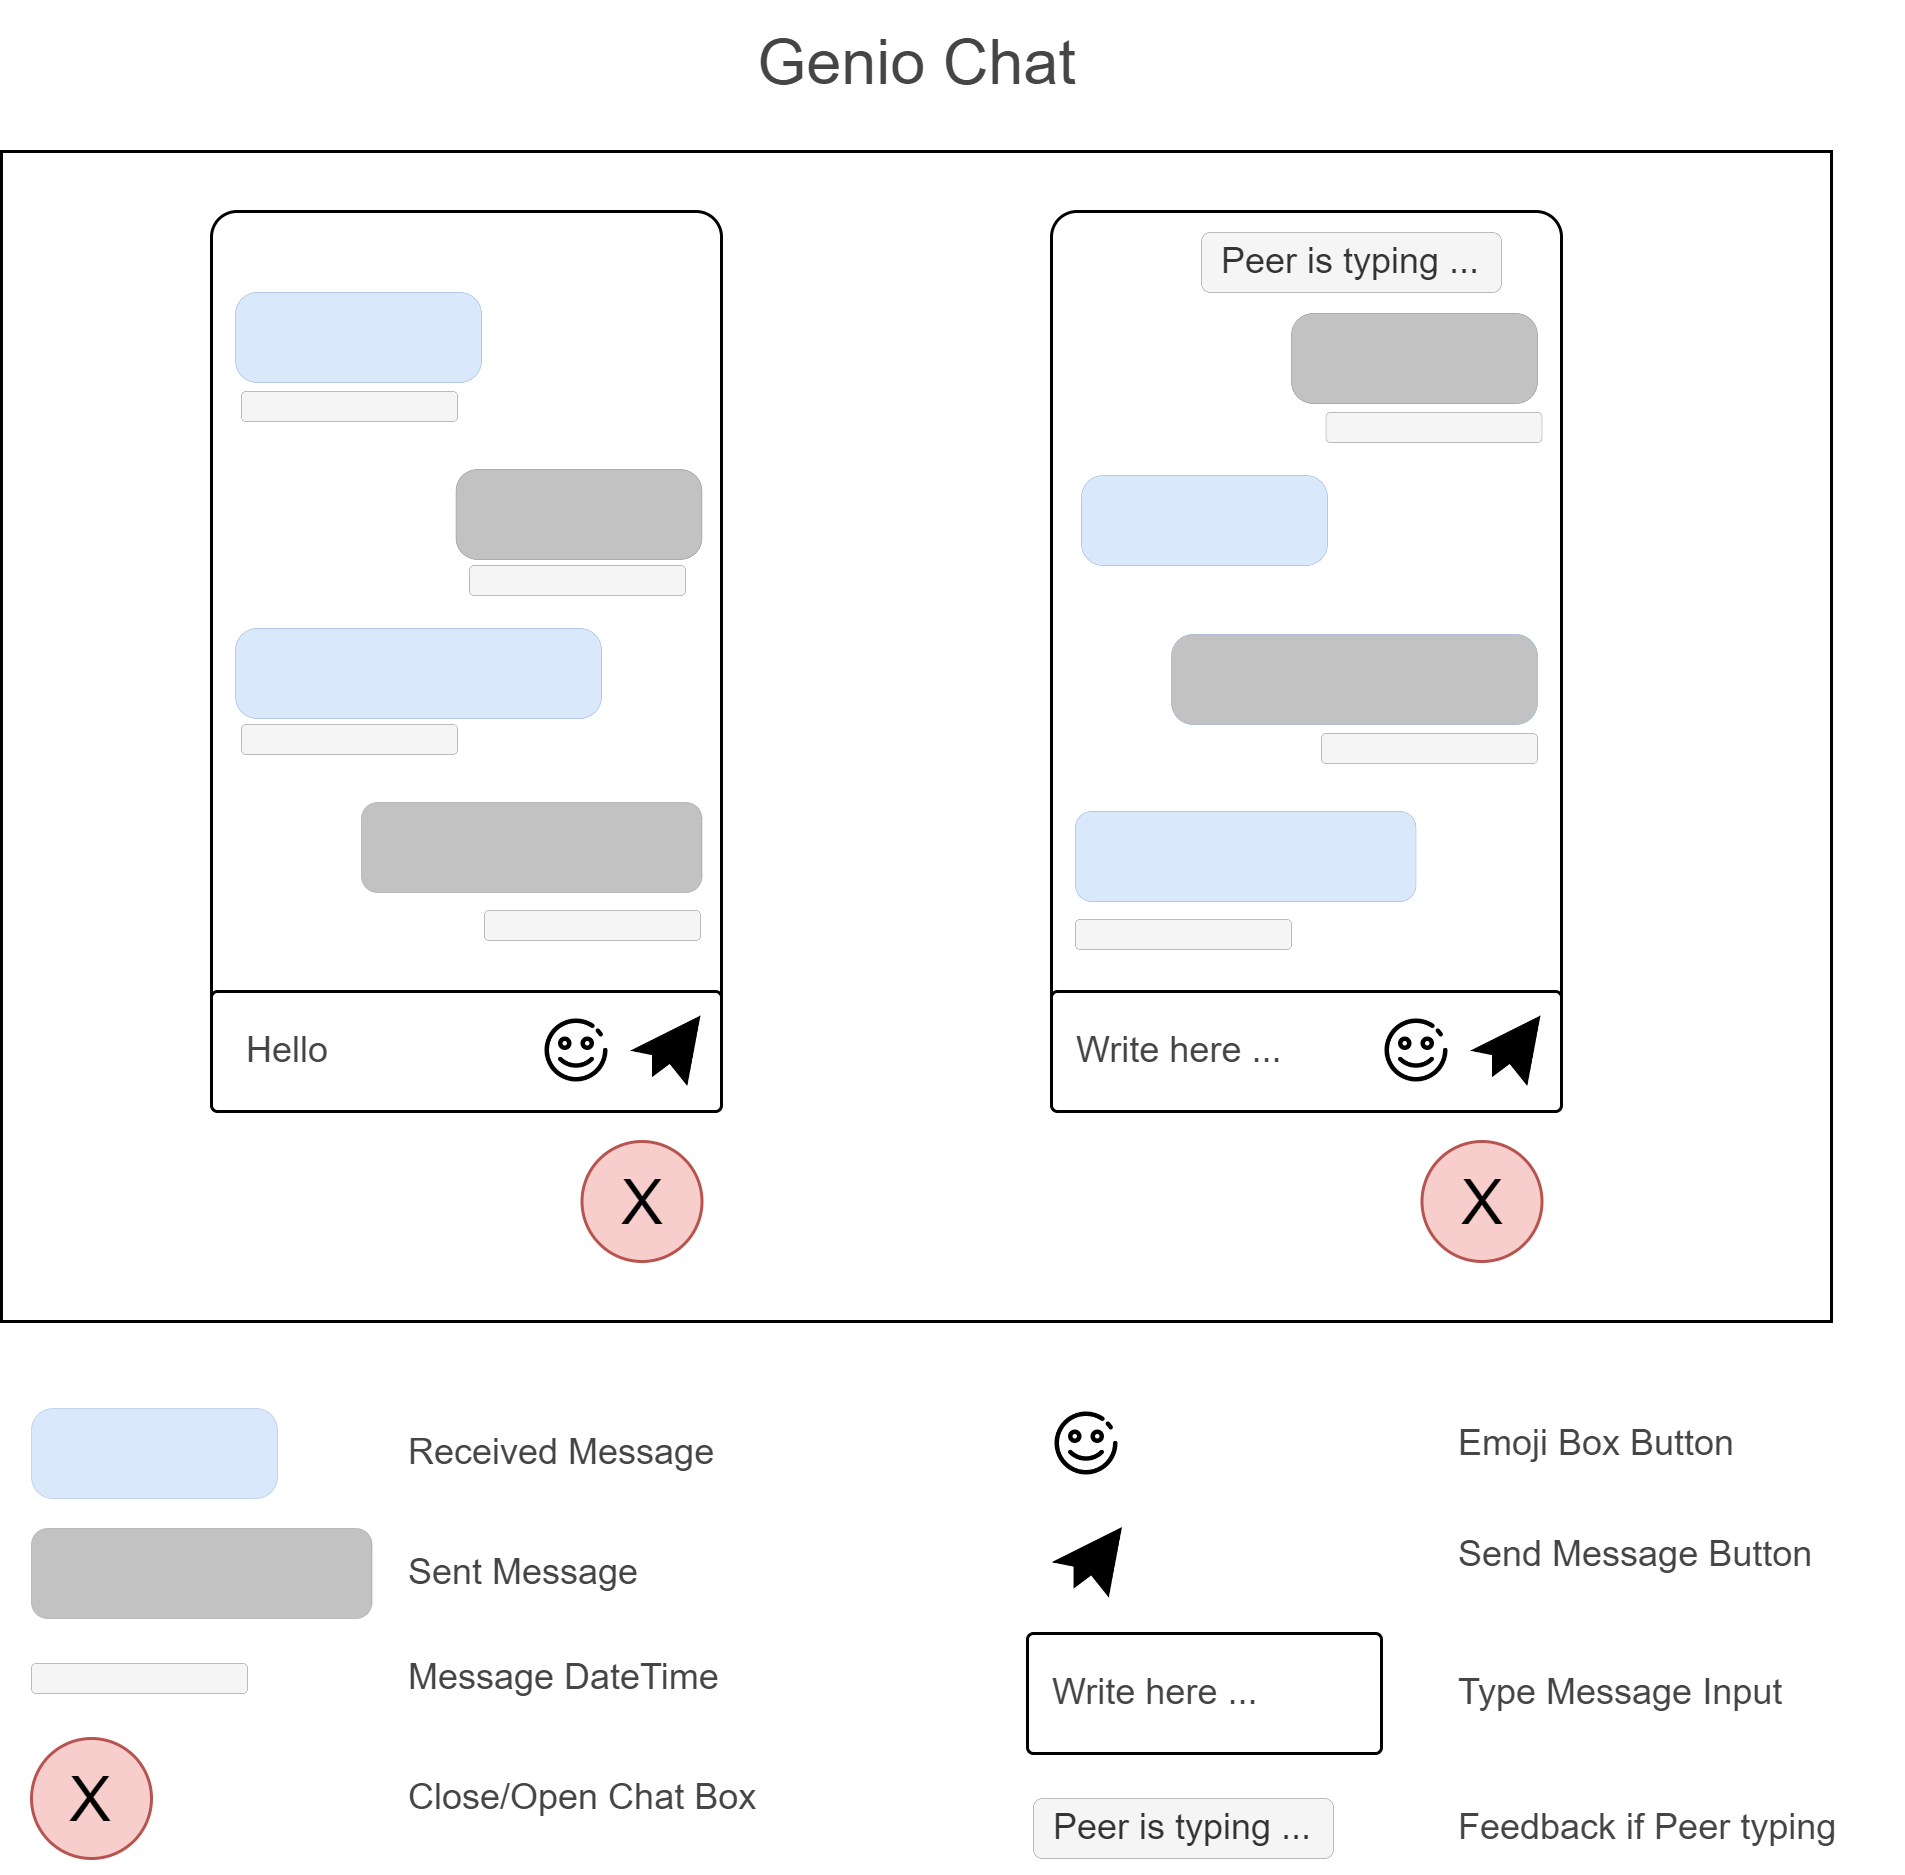 Genio Chat
Peer is typing ...
Hello
Write here ...
X
X
Received Message
Emoji Box Button
Sent Message
Send Message Button
Message DateTime
Write here ...
Type Message Input
X
Close/Open Chat Box
Peer is typing ...
Feedback if Peer typing